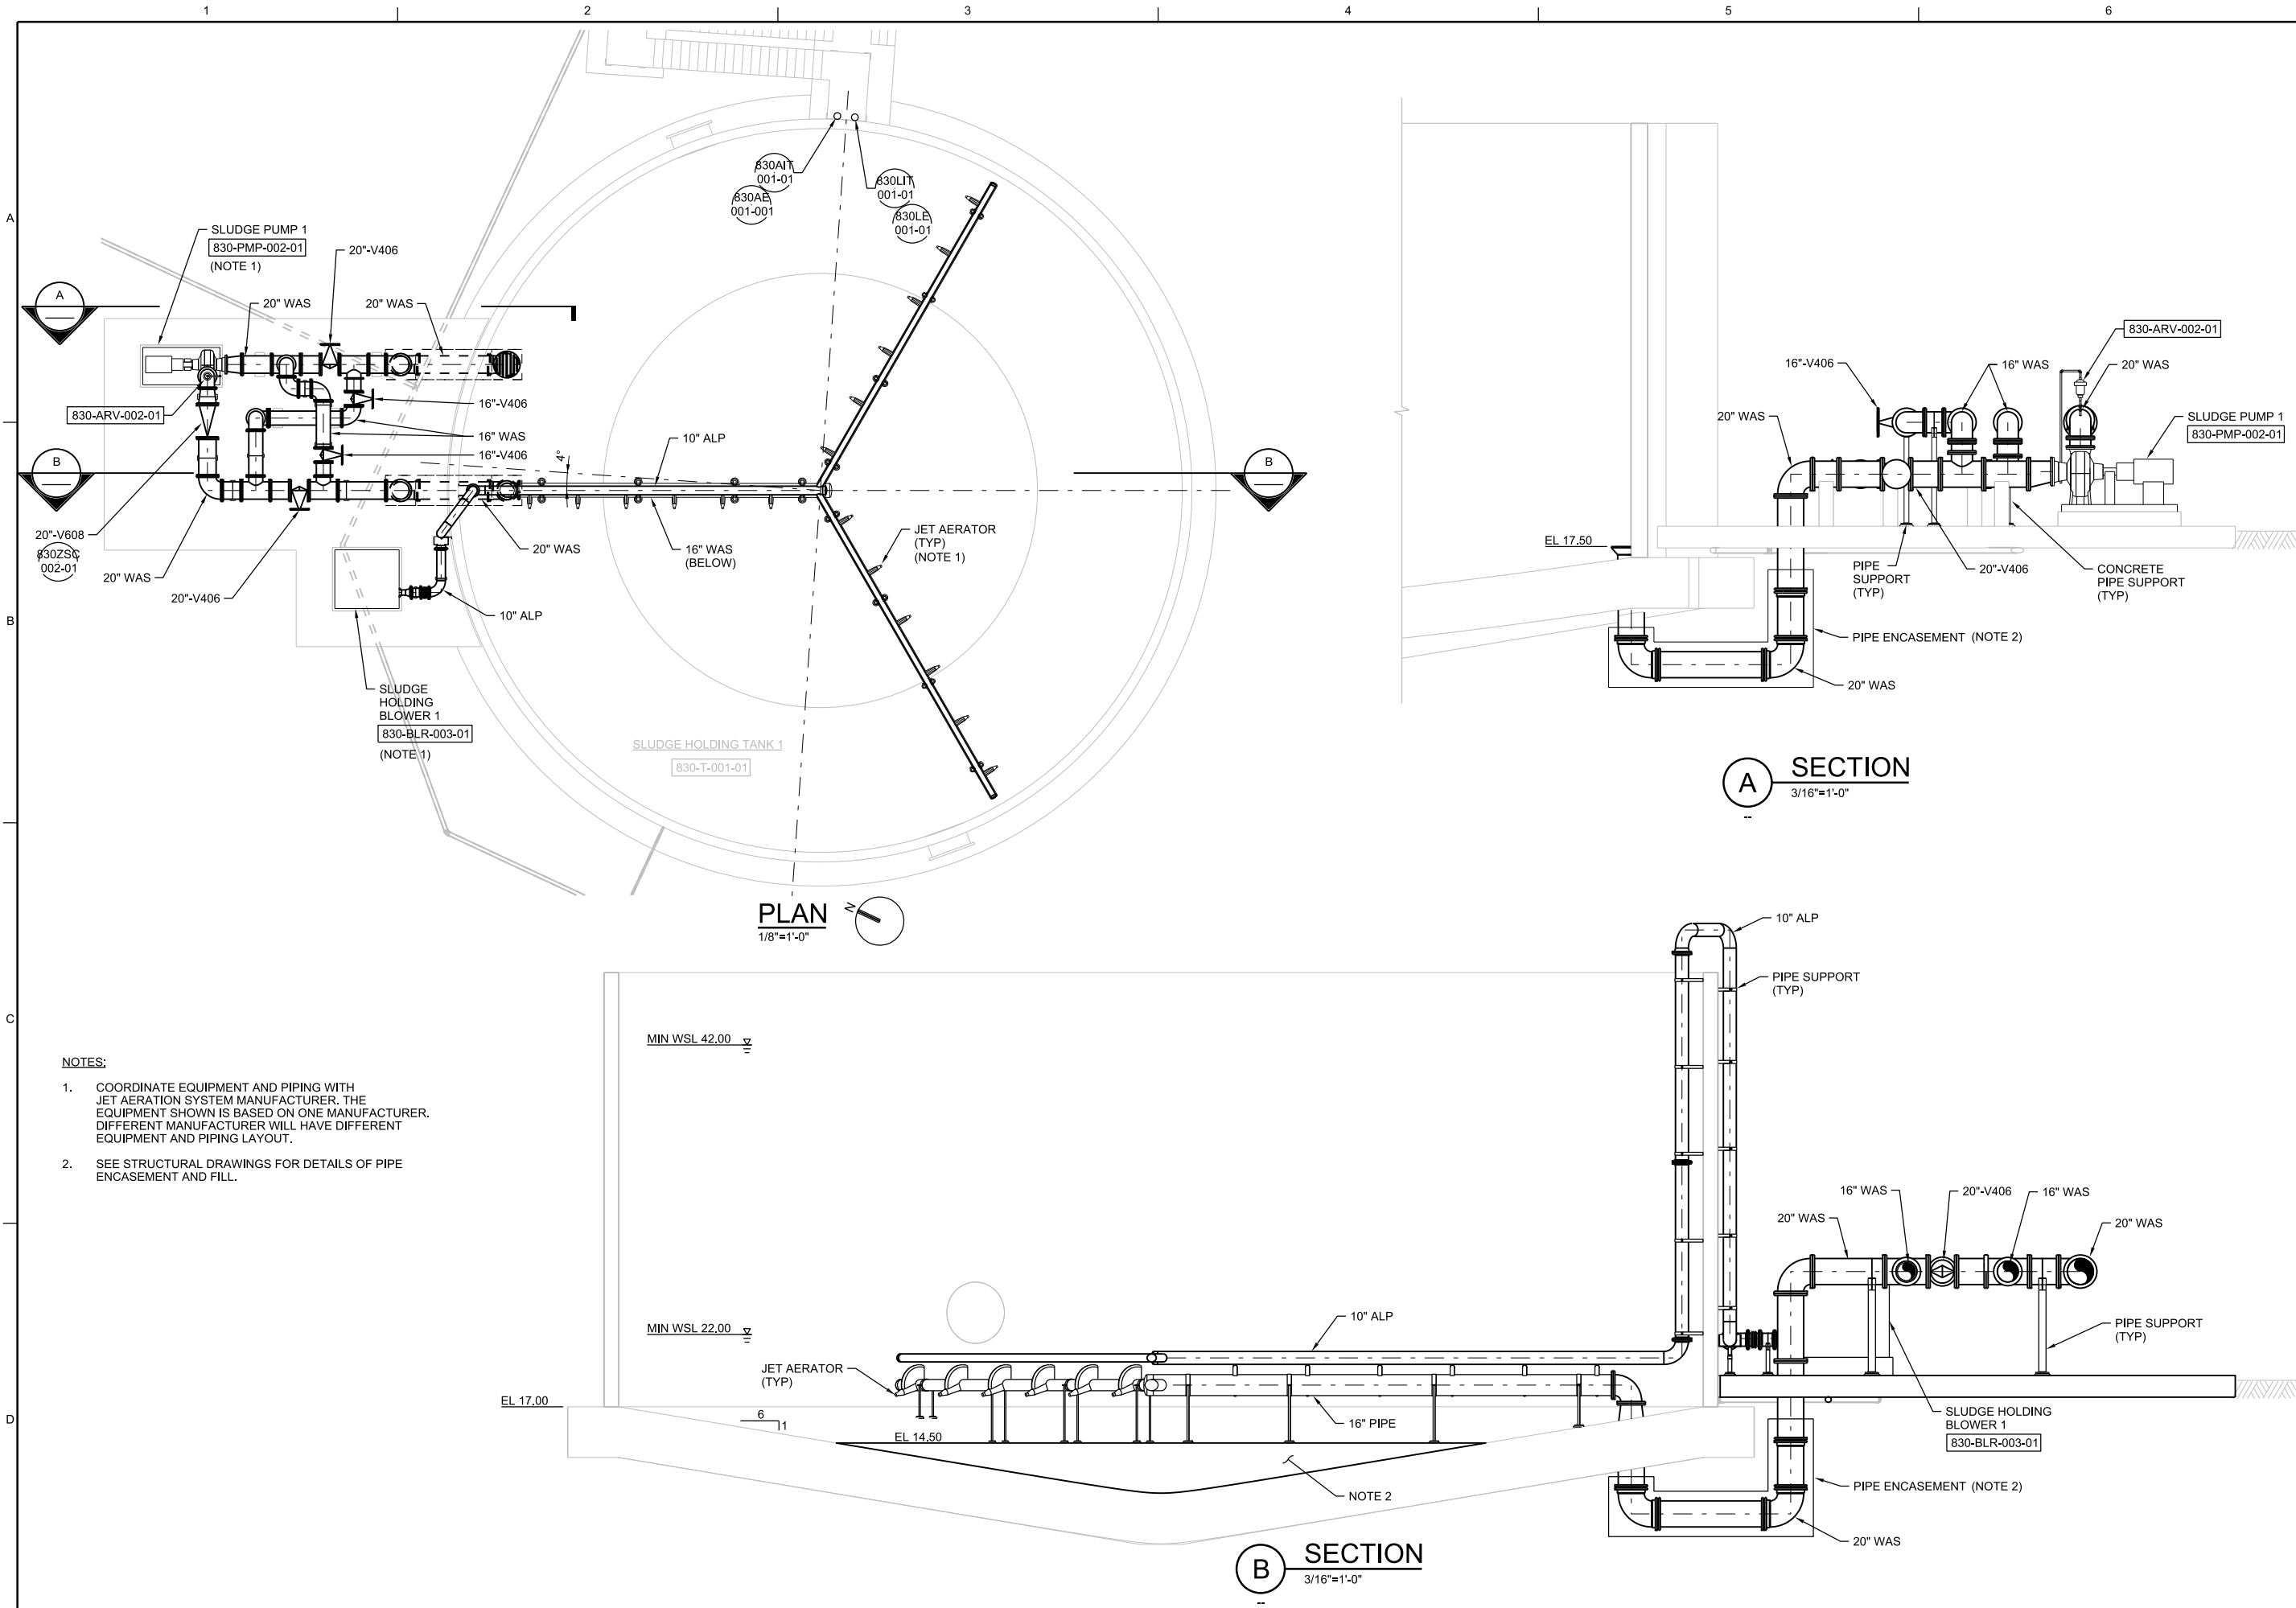 1
2
3
4
5
6
A
B
C
D
SLUDGE PUMP 1
830-PMP-002-01
(NOTE 1)
20"-V406
A
20" WAS
20" WAS
830-ARV-002-01
16"-V406
16" WAS
16"-V406
B
20"-V608
830ZSC
002-01
20" WAS
20"-V406
20" WAS
10" ALP
SLUDGE
HOLDING
BLOWER 1
830-BLR-003-01
(NOTE 1)
830AIT
001-01
830AE
001-001
830LIT
001-01
830LE
001-01
10" ALP
4°
16" WAS
(BELOW)
JET AERATOR
(TYP)
(NOTE 1)
B
SLUDGE HOLDING TANK 1
830-T-001-01
PLAN
1/8"=1'-0"
N
830-ARV-002-01
16"-V406
16" WAS
20" WAS
20" WAS
SLUDGE PUMP 1
830-PMP-002-01
EL 17.50
PIPE
SUPPORT
(TYP)
20"-V406
CONCRETE
PIPE SUPPORT
(TYP)
PIPE ENCASEMENT (NOTE 2)
20" WAS
A
SECTION
3/16"=1'-0"
--
NOTES:
1. COORDINATE EQUIPMENT AND PIPING WITH
JET AERATION SYSTEM MANUFACTURER. THE
EQUIPMENT SHOWN IS BASED ON ONE MANUFACTURER.
DIFFERENT MANUFACTURER WILL HAVE DIFFERENT
EQUIPMENT AND PIPING LAYOUT.
2. SEE STRUCTURAL DRAWINGS FOR DETAILS OF PIPE
ENCASEMENT AND FILL.
10" ALP
PIPE SUPPORT
(TYP)
MIN WSL 42.00
16" WAS
20"-V406
16" WAS
20" WAS
20" WAS
MIN WSL 22.00
10" ALP
JET AERATOR
(TYP)
PIPE SUPPORT
(TYP)
EL 17.00
6
1
EL 14.50
16" PIPE
SLUDGE HOLDING
BLOWER 1
830-BLR-003-01
NOTE 2
PIPE ENCASEMENT (NOTE 2)
20" WAS
B
SECTION
3/16"=1'-0"
--